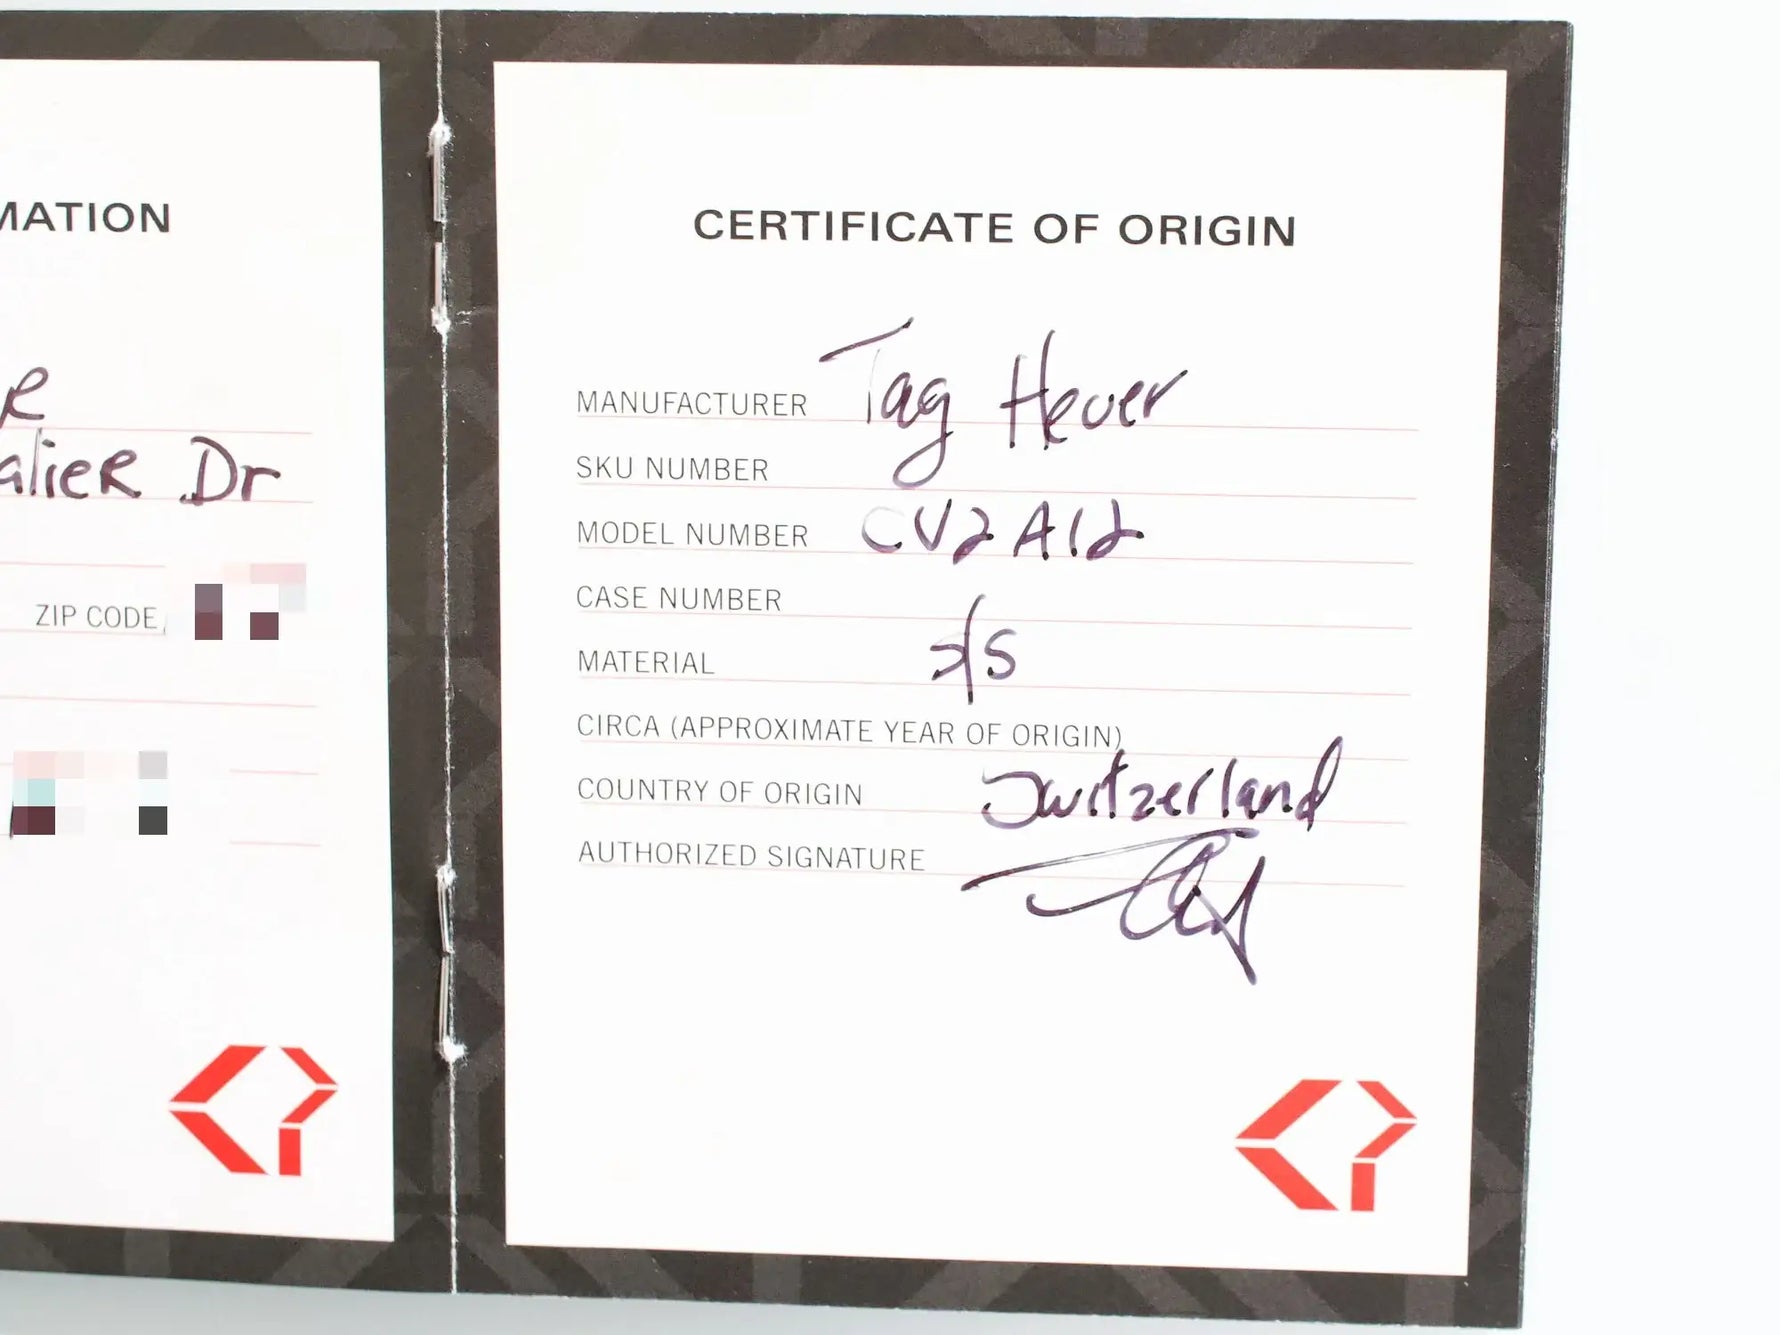 MATION
R
alier Dr
ZIP CODE
CERTIFICATE OF ORIGIN
MANUFACTURER Tag Heuer
SKU NUMBER
MODEL NUMBER CV2A12
CASE NUMBER
MATERIAL s/s
CIRCA (APPROXIMATE YEAR OF ORIGIN)
COUNTRY OF ORIGIN Switzerland
AUTHORIZED SIGNATURE